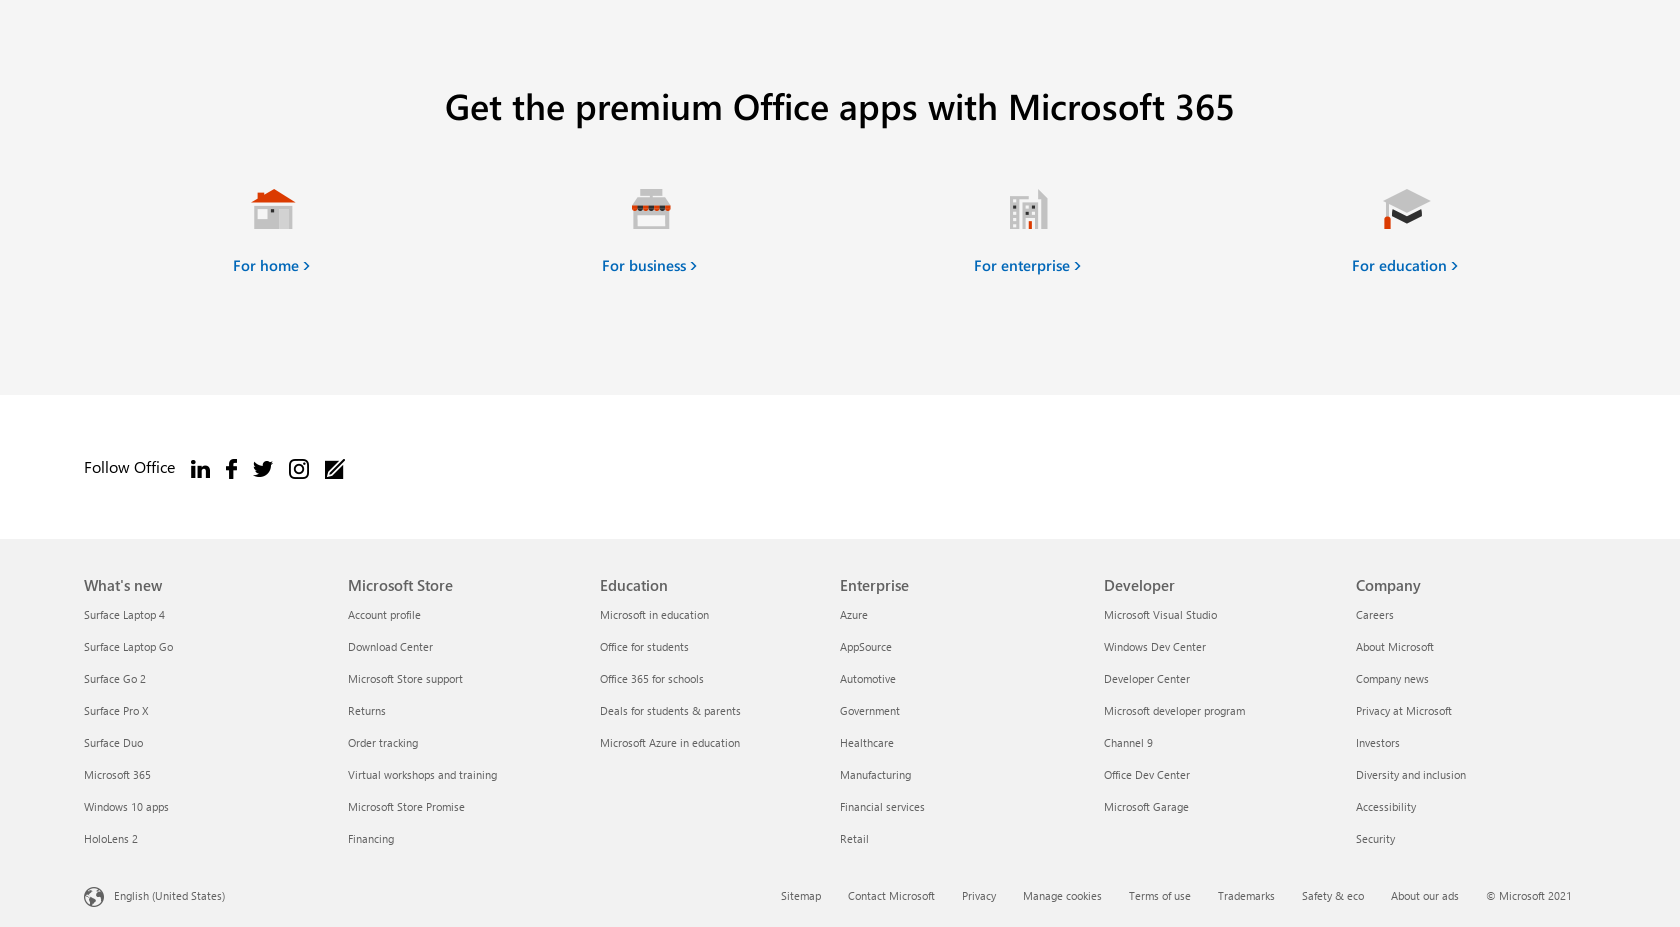 Get the premium Office apps with Microsoft 365
For home
For business
For enterprise
For education
Follow Office
What's new
Surface Laptop 4
Surface Laptop Go
Surface Go 2
Surface Pro X
Surface Duo
Microsoft 365
Windows 10 apps
HoloLens 2
Microsoft Store
Account profile
Download Center
Microsoft Store support
Returns
Order tracking
Virtual workshops and training
Microsoft Store Promise
Financing
Education
Microsoft in education
Office for students
Office 365 for schools
Deals for students & parents
Microsoft Azure in education
Enterprise
Azure
AppSource
Automotive
Government
Healthcare
Manufacturing
Financial services
Retail
Developer
Microsoft Visual Studio
Windows Dev Center
Developer Center
Microsoft developer program
Channel 9
Office Dev Center
Microsoft Garage
Company
Careers
About Microsoft
Company news
Privacy at Microsoft
Investors
Diversity and inclusion
Accessibility
Security
English (United States)
Sitemap
Contact Microsoft
Privacy
Manage cookies
Terms of use
Trademarks
Safety & eco
About our ads
© Microsoft 2021